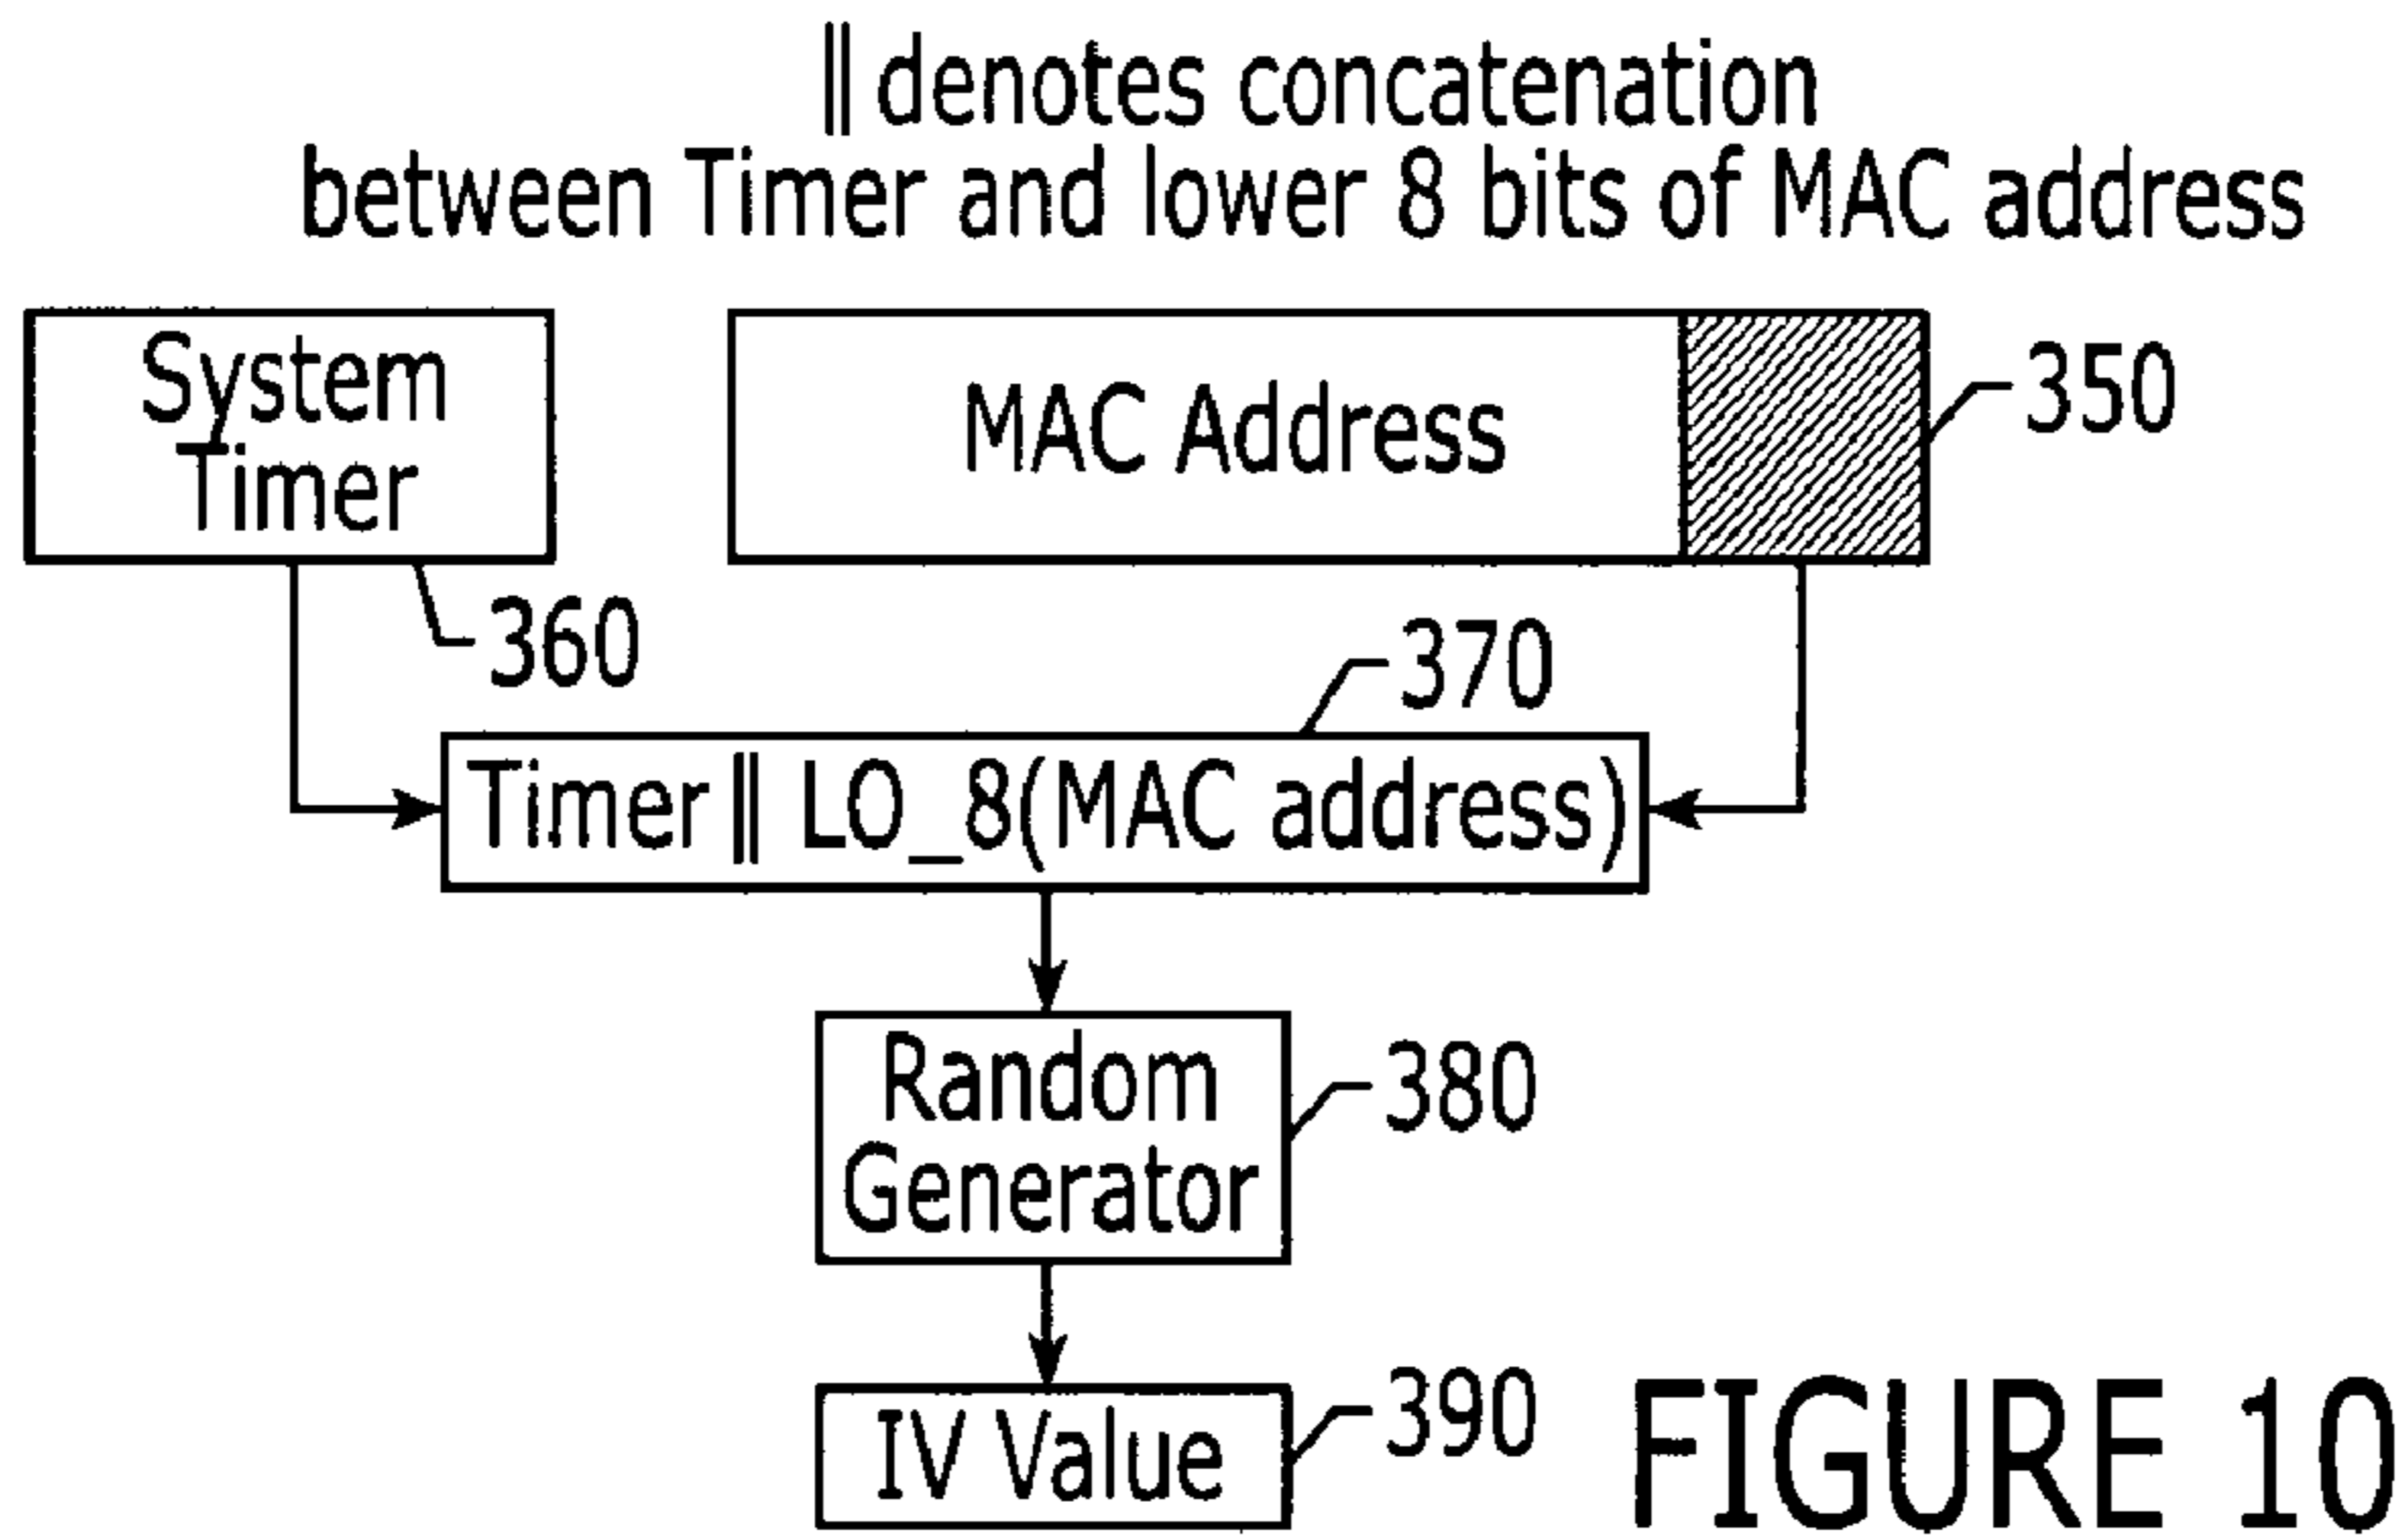 || denotes concatenation
between Timer and lower 8 bits of MAC address
System
Timer
MAC Address
350
360
370
Timer || LO_8(MAC address)
Random
Generator
380
IV Value
390
FIGURE 10